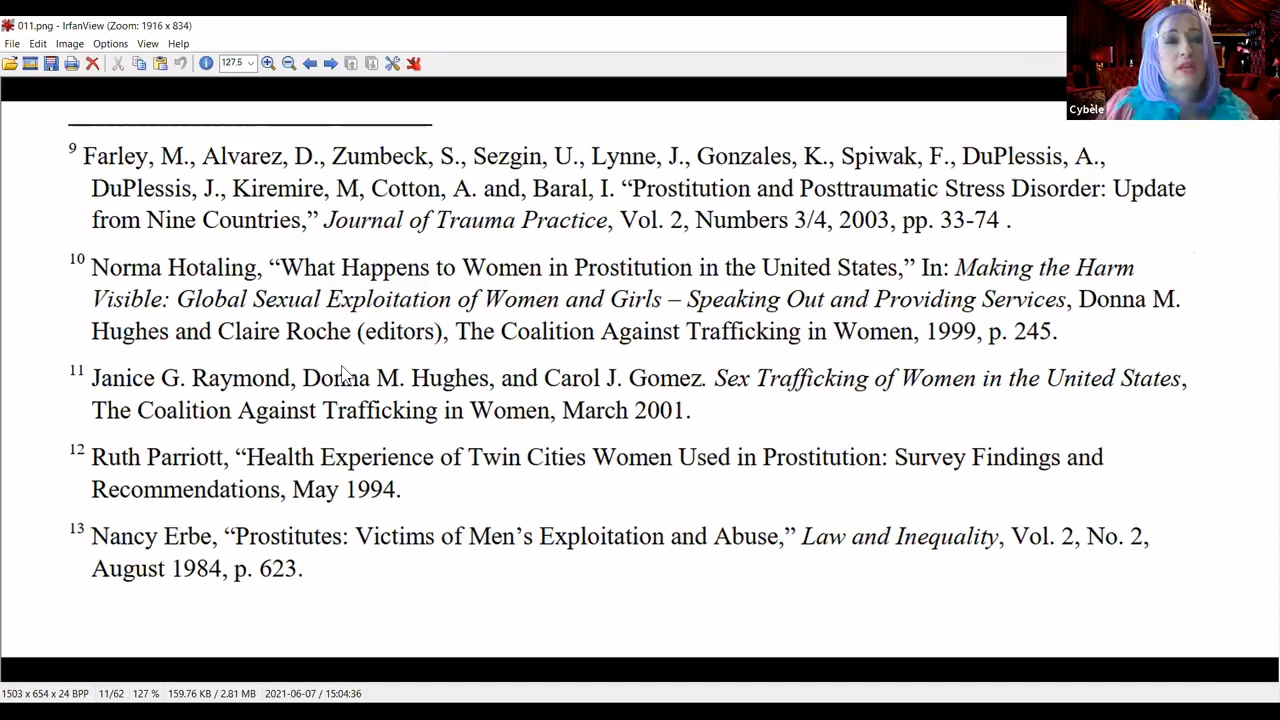 011.png - IrfanView (Zoom: 1916 x 834)
File Edit Image Options View Help
127.5
Cybèle
9 Farley, M., Alvarez, D., Zumbeck, S., Sezgin, U., Lynne, J., Gonzales, K., Spiwak, F., DuPlessis, A.,
DuPlessis, J., Kiremire, M, Cotton, A. and, Baral, I. “Prostitution and Posttraumatic Stress Disorder: Update
from Nine Countries,” Journal of Trauma Practice, Vol. 2, Numbers 3/4, 2003, pp. 33-74 .
10 Norma Hotaling, “What Happens to Women in Prostitution in the United States,” In: Making the Harm
Visible: Global Sexual Exploitation of Women and Girls – Speaking Out and Providing Services, Donna M.
Hughes and Claire Roche (editors), The Coalition Against Trafficking in Women, 1999, p. 245.
11 Janice G. Raymond, Donna M. Hughes, and Carol J. Gomez. Sex Trafficking of Women in the United States,
The Coalition Against Trafficking in Women, March 2001.
12 Ruth Parriott, “Health Experience of Twin Cities Women Used in Prostitution: Survey Findings and
Recommendations, May 1994.
13 Nancy Erbe, “Prostitutes: Victims of Men’s Exploitation and Abuse,” Law and Inequality, Vol. 2, No. 2,
August 1984, p. 623.
1503 x 654 x 24 BPP 11/62 127 % 159.76 KB / 2.81 MB 2021-06-07 / 15:04:36